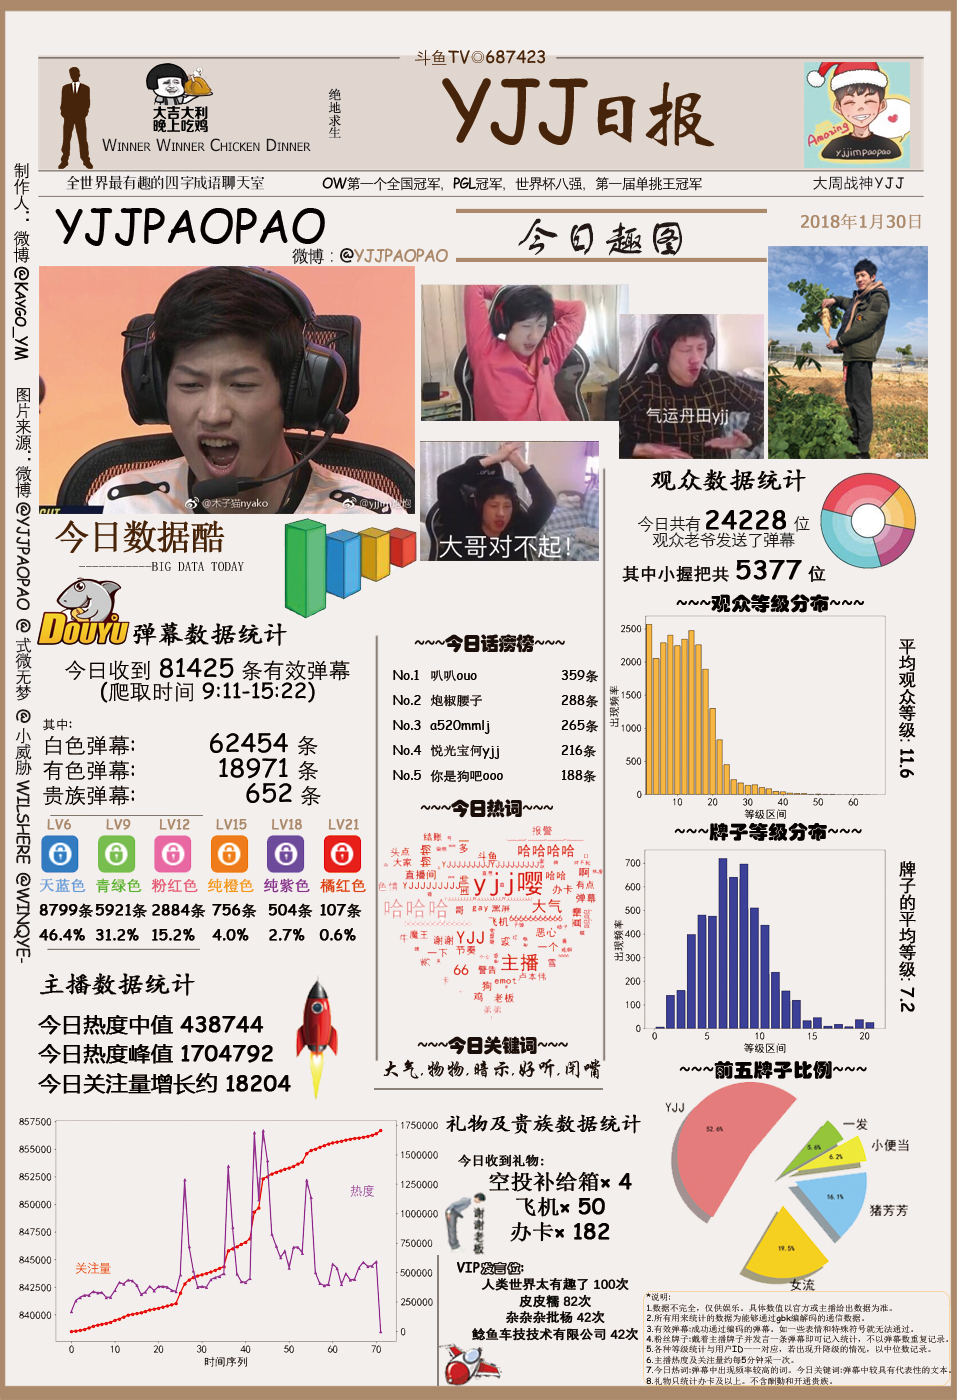 斗鱼TV◎687423
大吉大利
晚上吃鸡
WINNER WINNER CHICKEN DINNER
绝地求生
YJJ日报
Amazing
yjjimpaopao
全世界最有趣的四字成语聊天室
OW第一个全国冠军, PGL冠军, 世界杯八强, 第一届单挑王冠军
大周战神YJJ
制作人:: 微博@KAYGO_YM 图片来源:: 微博@YJJPAOPAO @式微无梦 @小威胁WILSHERE @WINQYE-
YJJPAOPAO
微博:@YJJPAOPAO
今日趣图
2018年1月30日
@木子猫nyako
气运丹田yjj
大哥对不起!
今日数据酷
-----------BIG DATA TODAY
DOUYU
弹幕数据统计
今日收到 81425 条有效弹幕
(爬取时间 9:11-15:22)
其中:
白色弹幕: 62454 条
有色弹幕: 18971 条
贵族弹幕: 652 条
LV6 LV9 LV12 LV15 LV18 LV21
天蓝色 青绿色 粉红色 纯橙色 纯紫色 橘红色
8799条 5921条 2884条 756条 504条 107条
46.4% 31.2% 15.2% 4.0% 2.7% 0.6%
主播数据统计
今日热度中值 438744
今日热度峰值 1704792
今日关注量增长约 18204
~~~今日话痨榜~~~
No.1 叭叭ouo 359条
No.2 炮椒腰子 288条
No.3 a520mmlj 265条
No.4 悦光宝何yjj 216条
No.5 你是狗吧ooo 188条
~~~今日热词~~~
报警
结账
多
头点
斗鱼
哈哈哈哈
大家
直播间
yjj嘤
哈哈
啊
办卡
有点
弹幕
色情
YJJJJJJJJJJ
哈哈哈
哥
gay
黑屏
大气
飞机
66666666666
牛魔王
谢谢
YJJ
恶心
一下
节奏
一个
66
警告
主播
雪
卢本伟
狗
emot
鸡
老板
~~~今日关键词~~~
大气,物物,暗示,好听,闭嘴
观众数据统计
今日共有 24228 位
观众老爷发送了弹幕
其中小握把共 5377 位
~~~观众等级分布~~~
2500
2000
1500
1000
500
0
出现频率
10 20 30 40 50 60
等级区间
平均观众等级: 11.6
~~~牌子等级分布~~~
700
600
500
400
300
200
100
0
出现频率
0 5 10 15 20
等级区间
牌子的平均等级: 7.2
~~~前五牌子比例~~~
YJJ
52.6%
一发
5.6%
小便当
6.2%
猪芳芳
16.1%
女流
19.5%
857500
855000
852500
850000
847500
845000
842500
840000
关注量
热度
1750000
1500000
1250000
1000000
750000
500000
250000
0
0 10 20 30 40 50 60 70
时间序列
礼物及贵族数据统计
今日收到礼物:
空投补给箱× 4
飞机× 50
办卡× 182
谢谢老板
VIP发言位:
人类世界太有趣了 100次
皮皮糯 82次
杂杂杂批杨 42次
鲶鱼车技技术有限公司 42次
*说明:
1.数据不完全, 仅供娱乐, 具体数值以官方或主播给出数据为准。
2.所有用来统计的数据为能够通过gbk编解码的通信数据。
3.有效弹幕:成功通过编码的弹幕, 如一些表情和特殊符号就无法通过。
4.粉丝牌子:戴着主播牌子并发言一条弹幕即可记入统计, 不以弹幕数重复记录。
5.各种等级统计与用户ID一一对应, 若出现升降级的情况, 以中位数记录。
6.主播热度及关注量约每5分钟采一次。
7.今日热词:弹幕中出现频率较高的词。今日关键词:弹幕中较具有代表性的文本。
8.礼物只统计办卡及以上, 不含酬勤和开通贵族。